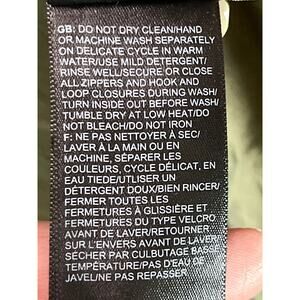 GB: DO NOT DRY CLEAN/HAND
OR MACHINE WASH SEPARATELY
ON DELICATE CYCLE IN WARM
WATER/USE MILD DETERGENT/
RINSE WELL/SECURE OR CLOSE
ALL ZIPPERS AND HOOK AND
LOOP CLOSURES DURING WASH/
TURN INSIDE OUT BEFORE WASH/
TUMBLE DRY AT LOW HEAT/DO
NOT BLEACH/DO NOT IRON
F: NE PAS NETTOYER À SEC/
LAVER À LA MAIN OU EN
MACHINE, SÉPARER LES
COULEURS, CYCLE DÉLICAT, EN
EAU TIEDE/UTLISER UN
DÉTERGENT DOUX/BIEN RINCER/
FERMER TOUTES LES
FERMETURES À GLISSIÈRE ET
FERMETURES DU TYPE VELCRO
AVANT DE LAVER/RETOURNER
SUR L'ENVERS AVANT DE LAVER
SÉCHER PAR CULBUTAGE BASSE
TEMPÉRATURE/PAS D'EAU DE
JAVEL/NE PAS REPASSER